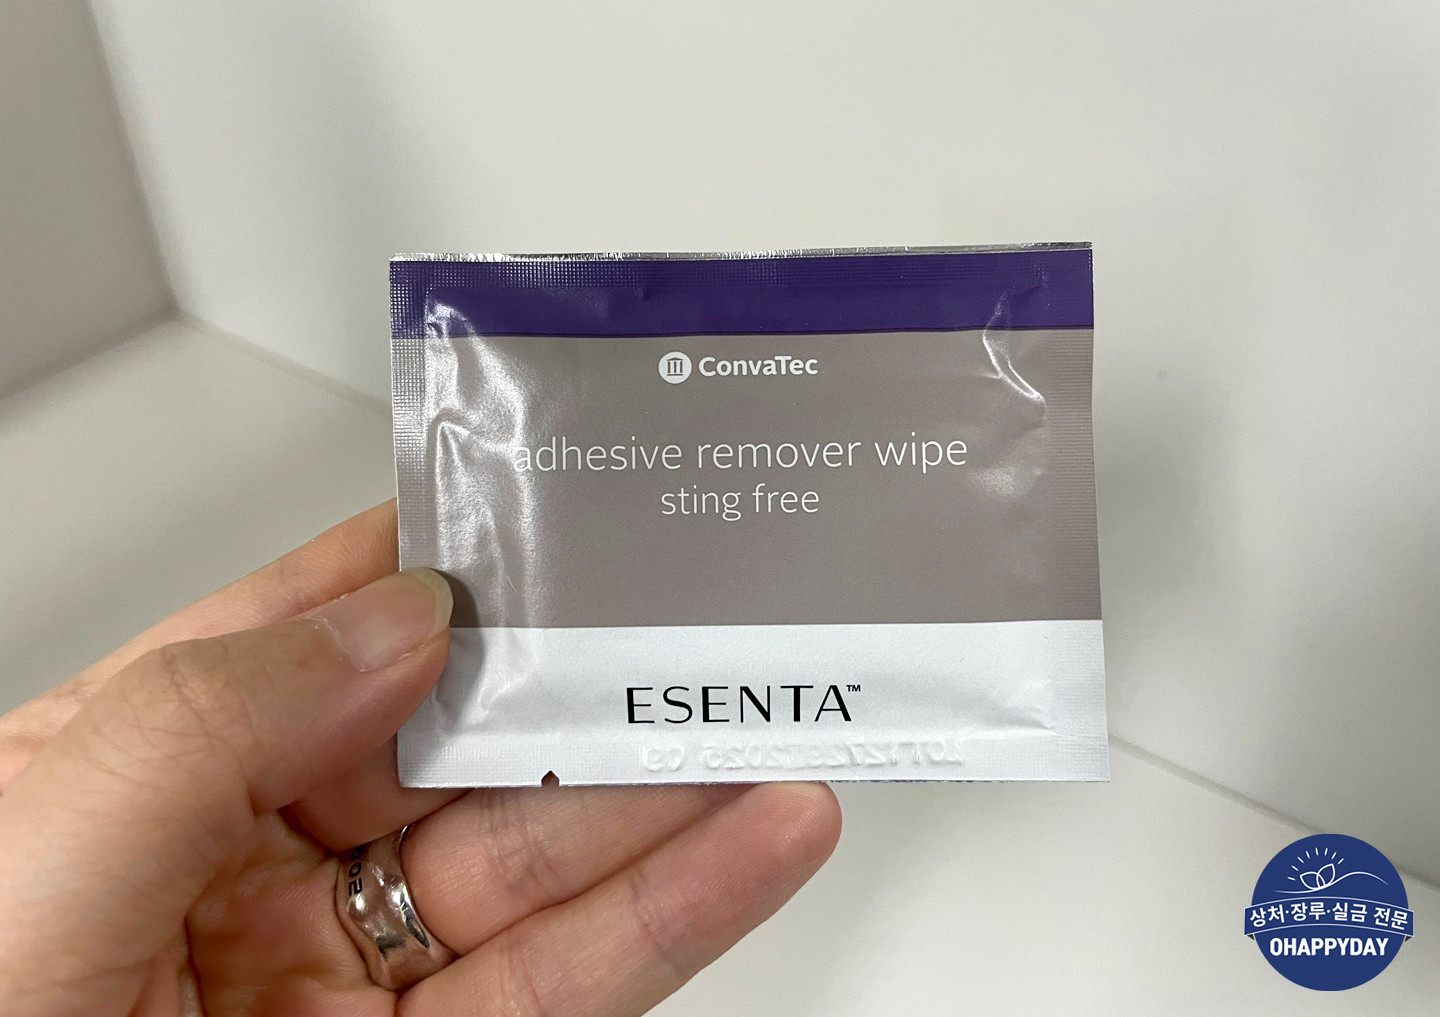 ConvaTec
adhesive remover wipe
sting free
ESENTA™
상처·장루·실금 전문
OHAPPYDAY